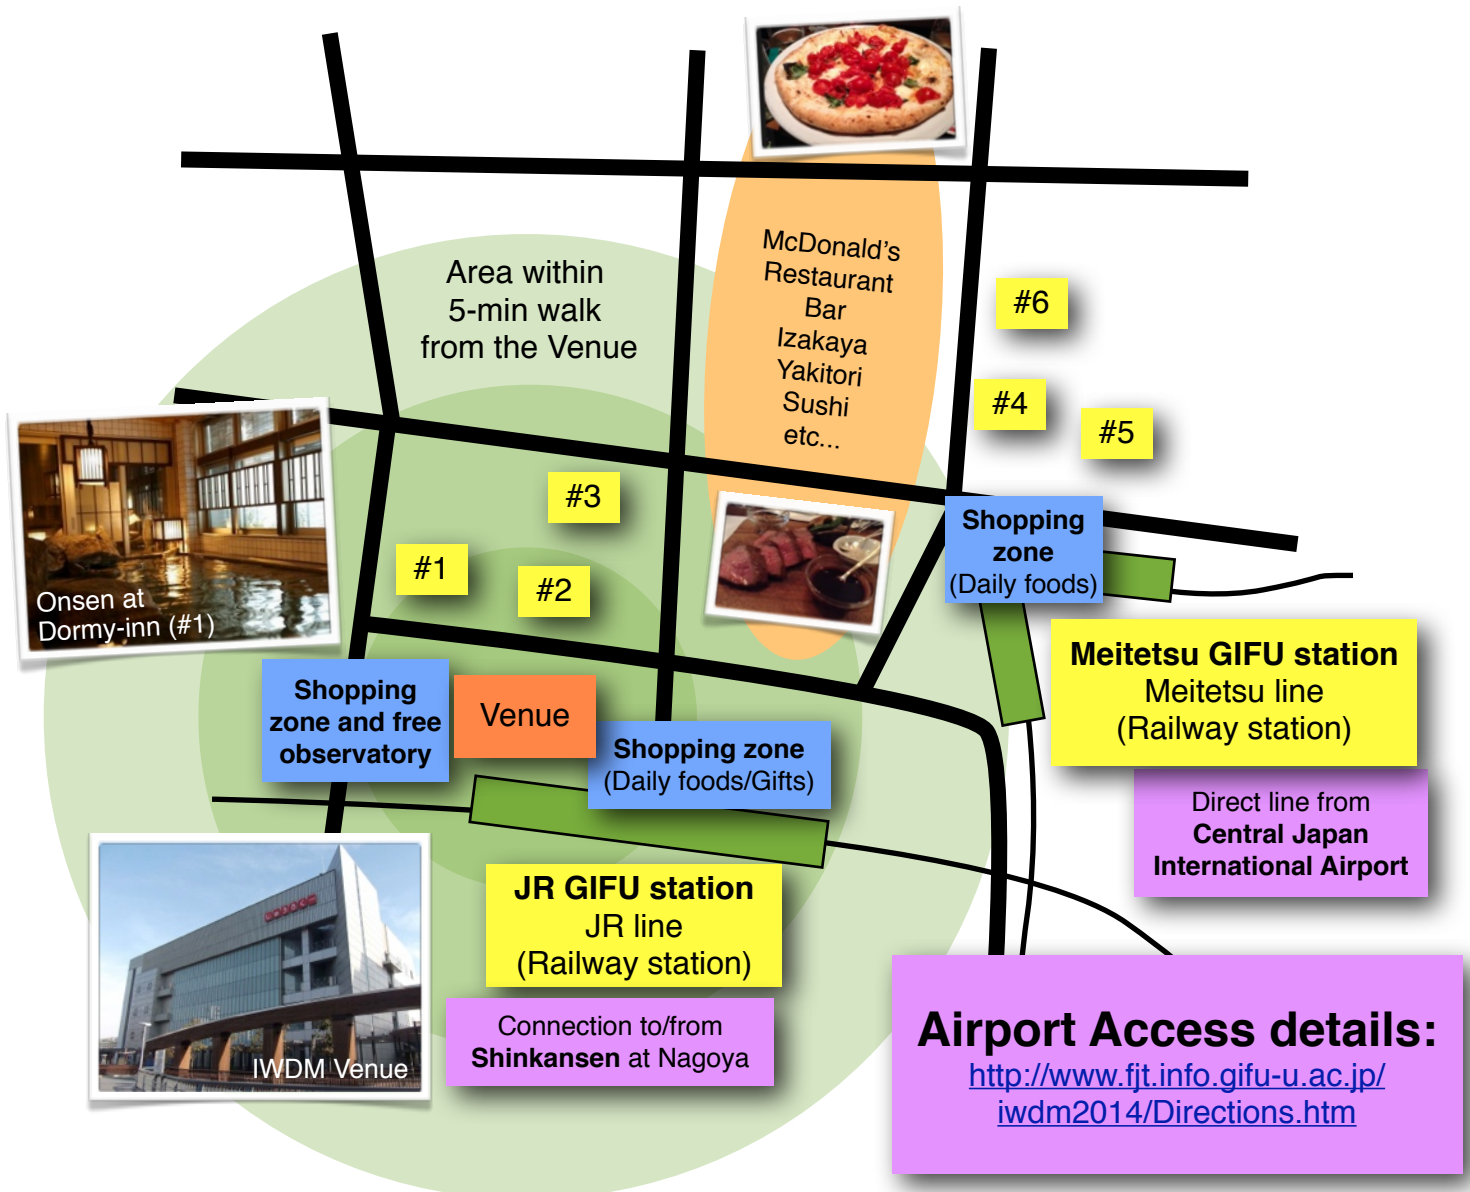 McDonald's
Restaurant
Bar
Izakaya
Yakitori
Sushi
etc...
Area within
5-min walk
from the Venue
#6
#4
#5
#3
#1
#2
Shopping
zone
(Daily foods)
Onsen at
Dormy-inn (#1)
Meitetsu GIFU station
Meitetsu line
(Railway station)
Shopping
zone and free
observatory
Venue
Shopping zone
(Daily foods/Gifts)
Direct line from
Central Japan
International Airport
JR GIFU station
JR line
(Railway station)
Connection to/from
Shinkansen at Nagoya
IWDM Venue
Airport Access details:
http://www.fjt.info.gifu-u.ac.jp/
iwdm2014/Directions.htm